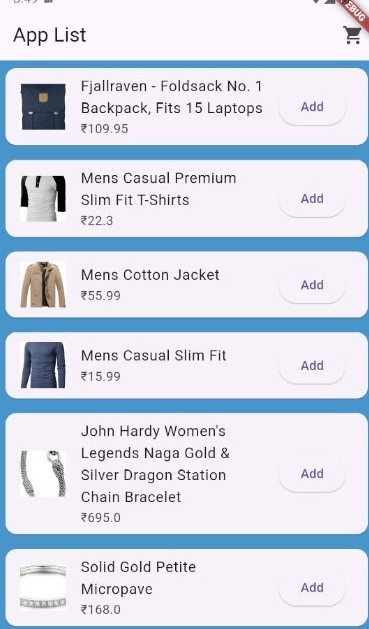 App List
Fjallraven - Foldsack No. 1
Backpack, Fits 15 Laptops
₹109.95
Add
Mens Casual Premium
Slim Fit T-Shirts
₹22.3
Add
Mens Cotton Jacket
₹55.99
Add
Mens Casual Slim Fit
₹15.99
Add
John Hardy Women's
Legends Naga Gold &
Silver Dragon Station
Chain Bracelet
₹695.0
Add
Solid Gold Petite
Micropave
₹168.0
Add